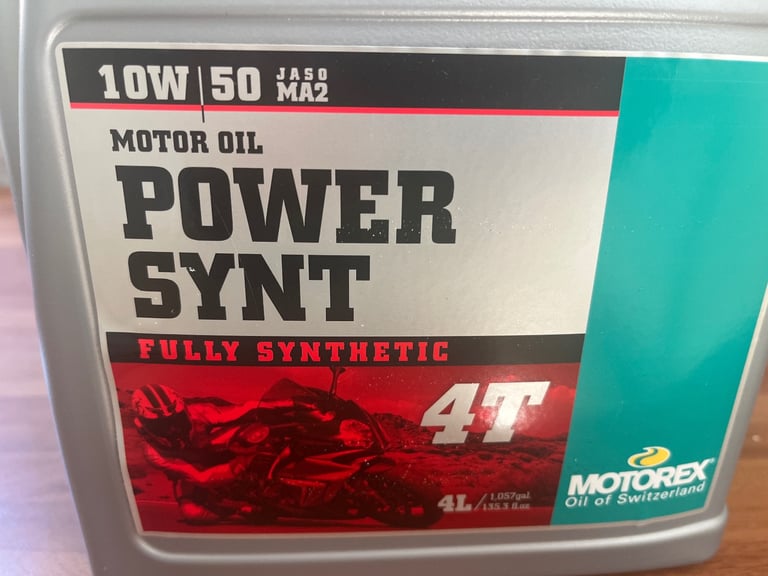 10W|50 JASO MA2
MOTOR OIL
POWER
SYNT
FULLY SYNTHETIC
4T
4L / 1,057gal.
135.3 fl.oz
MOTOREX®
Oil of Switzerland